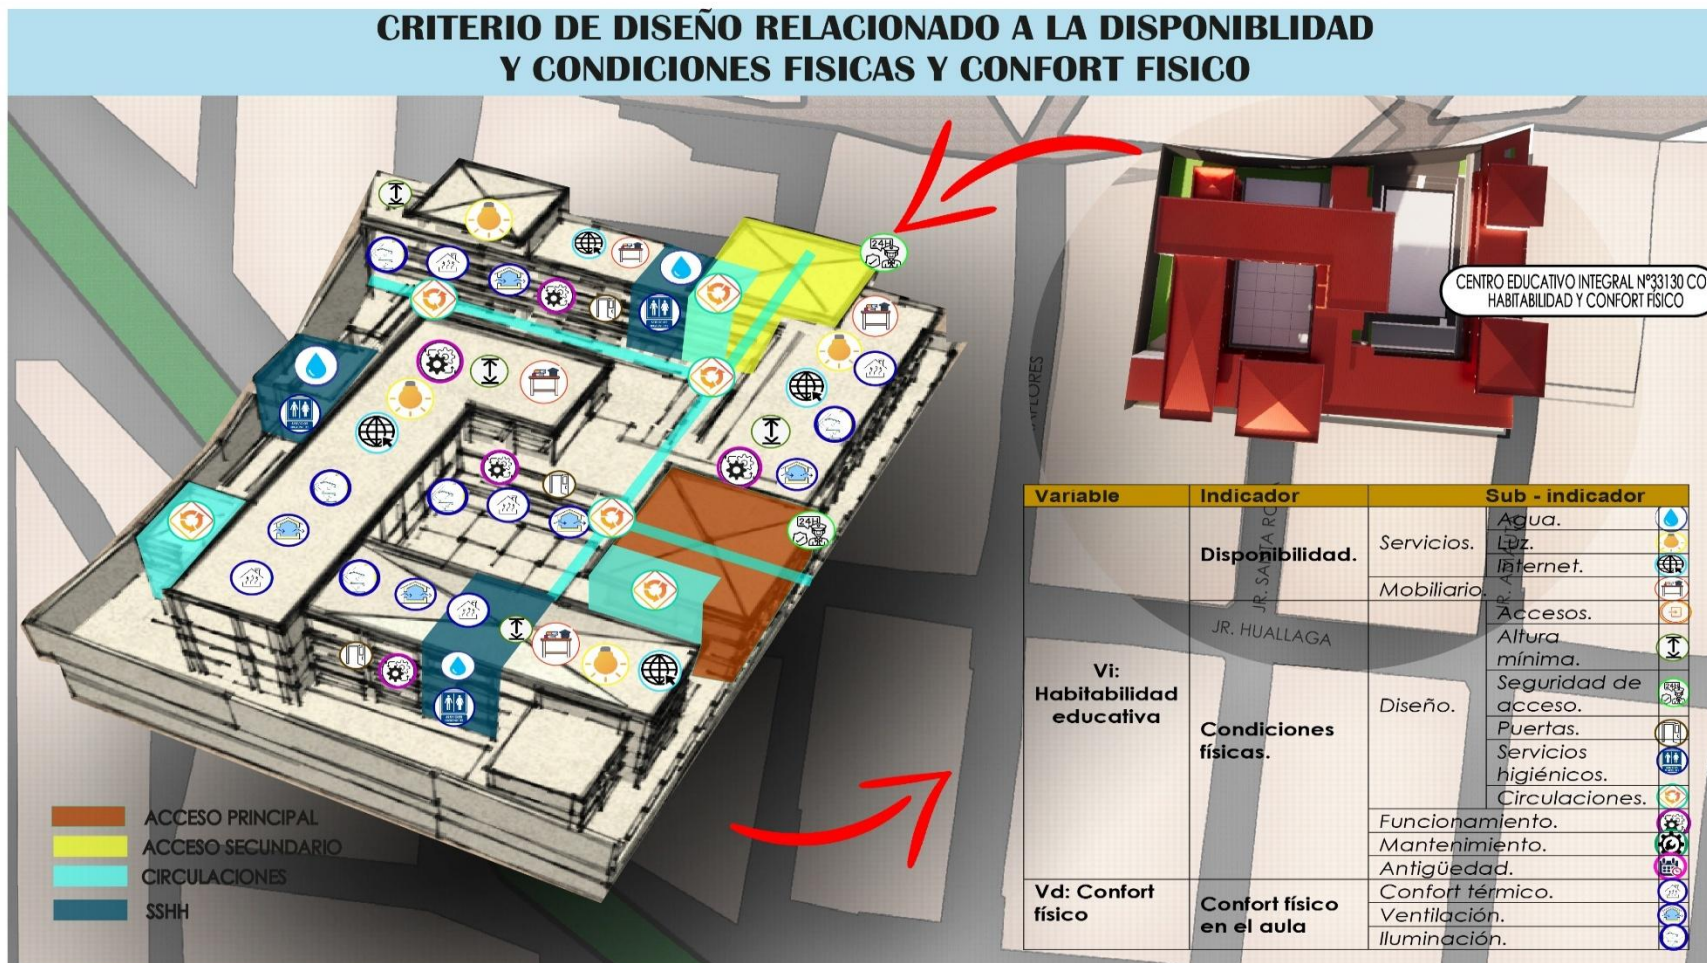 CRITERIO DE DISEÑO RELACIONADO A LA DISPONIBLIDAD
Y CONDICIONES FISICAS Y CONFORT FISICO
CENTRO EDUCATIVO INTEGRAL N°33130 CO
HABITABILIDAD Y CONFORT FÍSICO
24H
24H
JR. HUALLAGA
ACCESO PRINCIPAL
ACCESO SECUNDARIO
CIRCULACIONES
SSHH
Variable Indicador Sub - indicador
Vi:
Habitabilidad
educativa
Disponibilidad.
Servicios.
Agua.
Luz.
Internet.
Mobiliario.
Condiciones
físicas.
Diseño.
Accesos.
Altura
mínima.
Seguridad de
acceso.
Puertas.
Servicios
higiénicos.
Circulaciones.
Funcionamiento.
Mantenimiento.
Antigüedad.
Vd: Confort
físico
Confort físico
en el aula
Confort térmico.
Ventilación.
Iluminación.